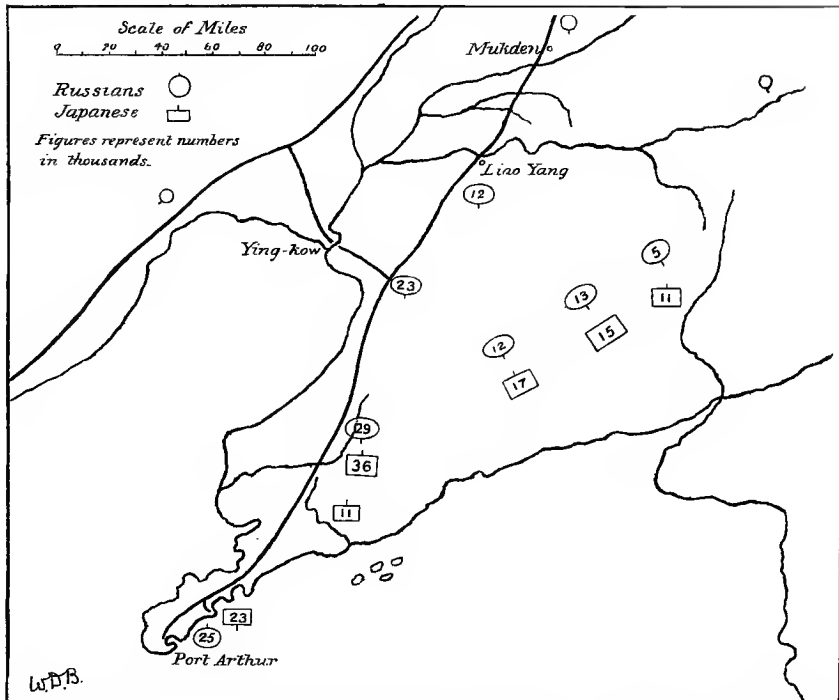 Scale of Miles
0 20 40 60 80 100
Russians
Japanese
Figures represent numbers
in thousands.
Mukden
Liao Yang
12
Ying-kow
23
5
11
13
15
12
17
29
36
11
23
25
Port Arthur
W.D.B.